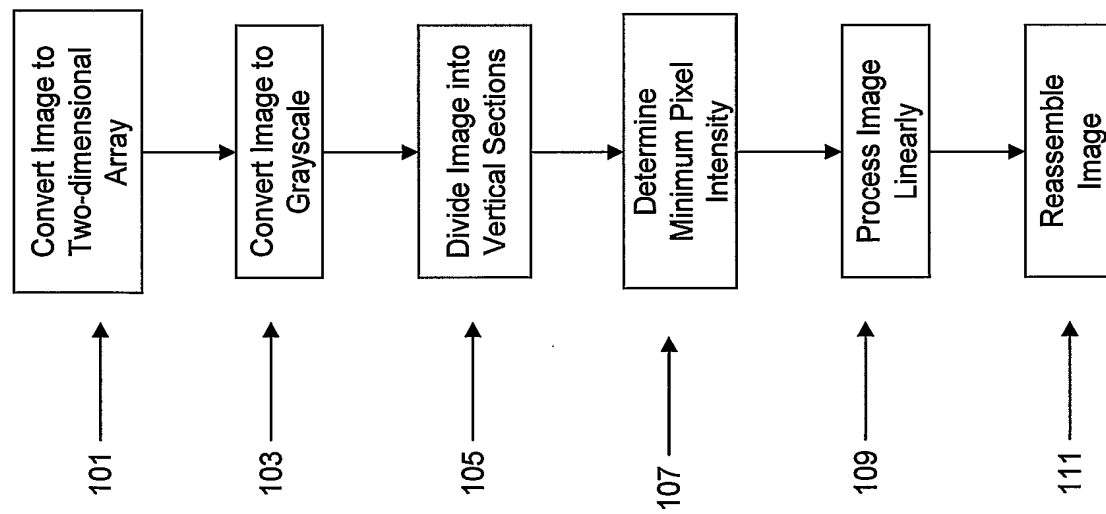 101
Convert Image to
Two-dimensional
Array
103
Convert Image to
Grayscale
105
Divide Image into
Vertical Sections
107
Determine
Minimum Pixel
Intensity
109
Process Image
Linearly
111
Reassemble
Image